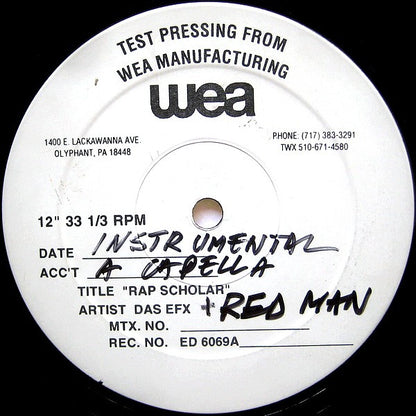 TEST PRESSING FROM
WEA MANUFACTURING
wea
1400 E. LACKAWANNA AVE.
OLYPHANT, PA 18448
PHONE: (717) 383-3291
TWX 510-671-4580
12" 33 1/3 RPM
DATE INSTRUMENTAL
ACC'T A CAPELLA
TITLE "RAP SCHOLAR"
ARTIST DAS EFX + RED MAN
MTX. NO.
REC. NO. ED 6069A